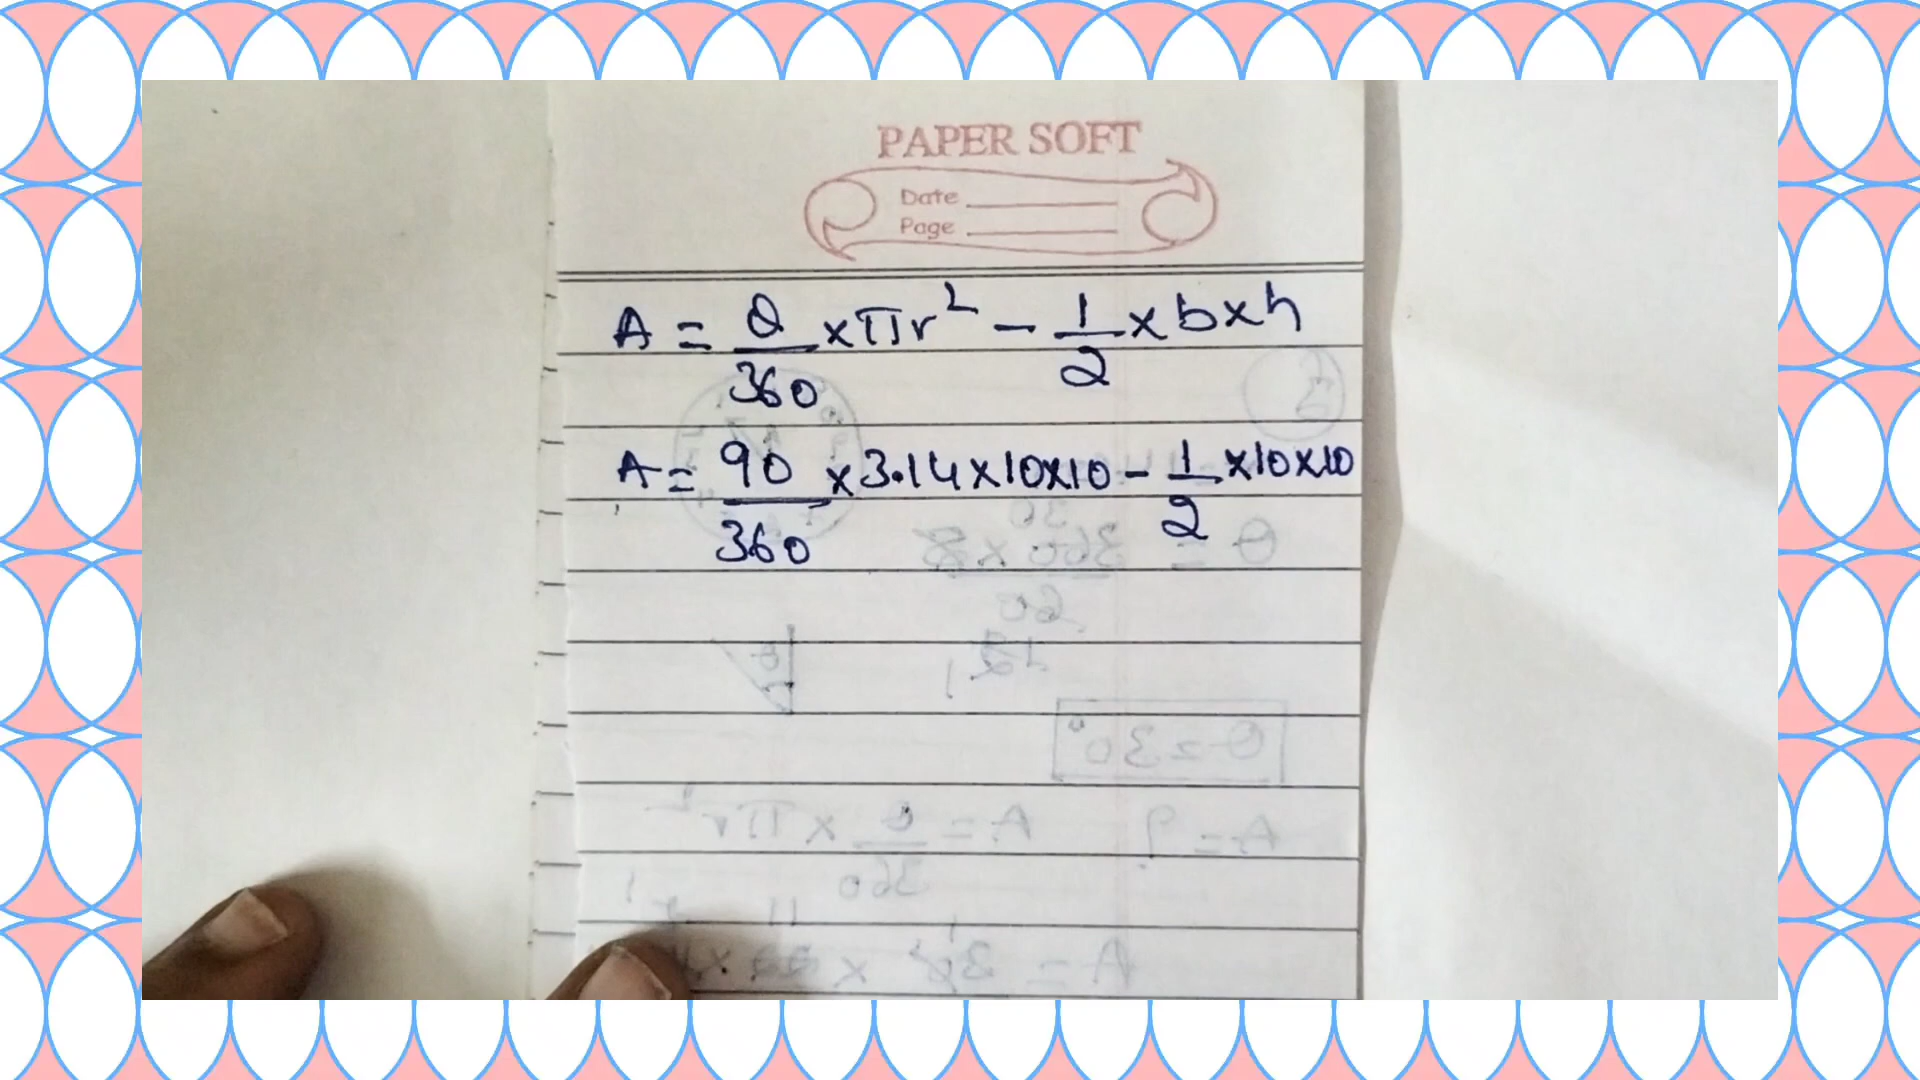 PAPER SOFT
Date
Page
A = θ/360 × πr² - 1/2 × b × h
A = 90/360 × 3.14 × 10 × 10 - 1/2 × 10 × 10